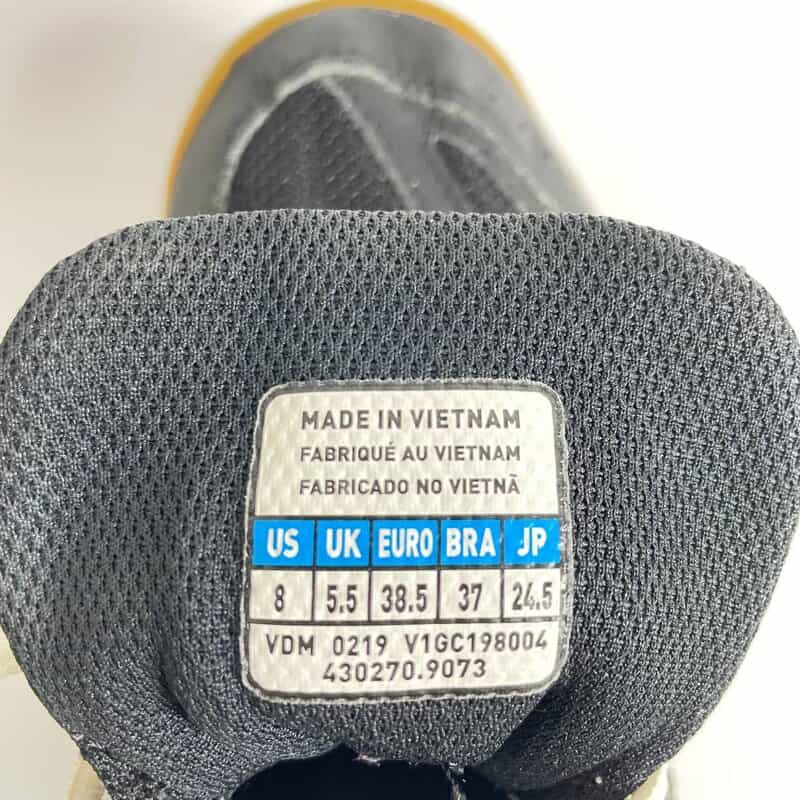 MADE IN VIETNAM
FABRIQUÉ AU VIETNAM
FABRICADO NO VIETNÃ
US UK EURO BRA JP
8 5.5 38.5 37 24.5
VDM 0219 V1GC198004
430270.9073